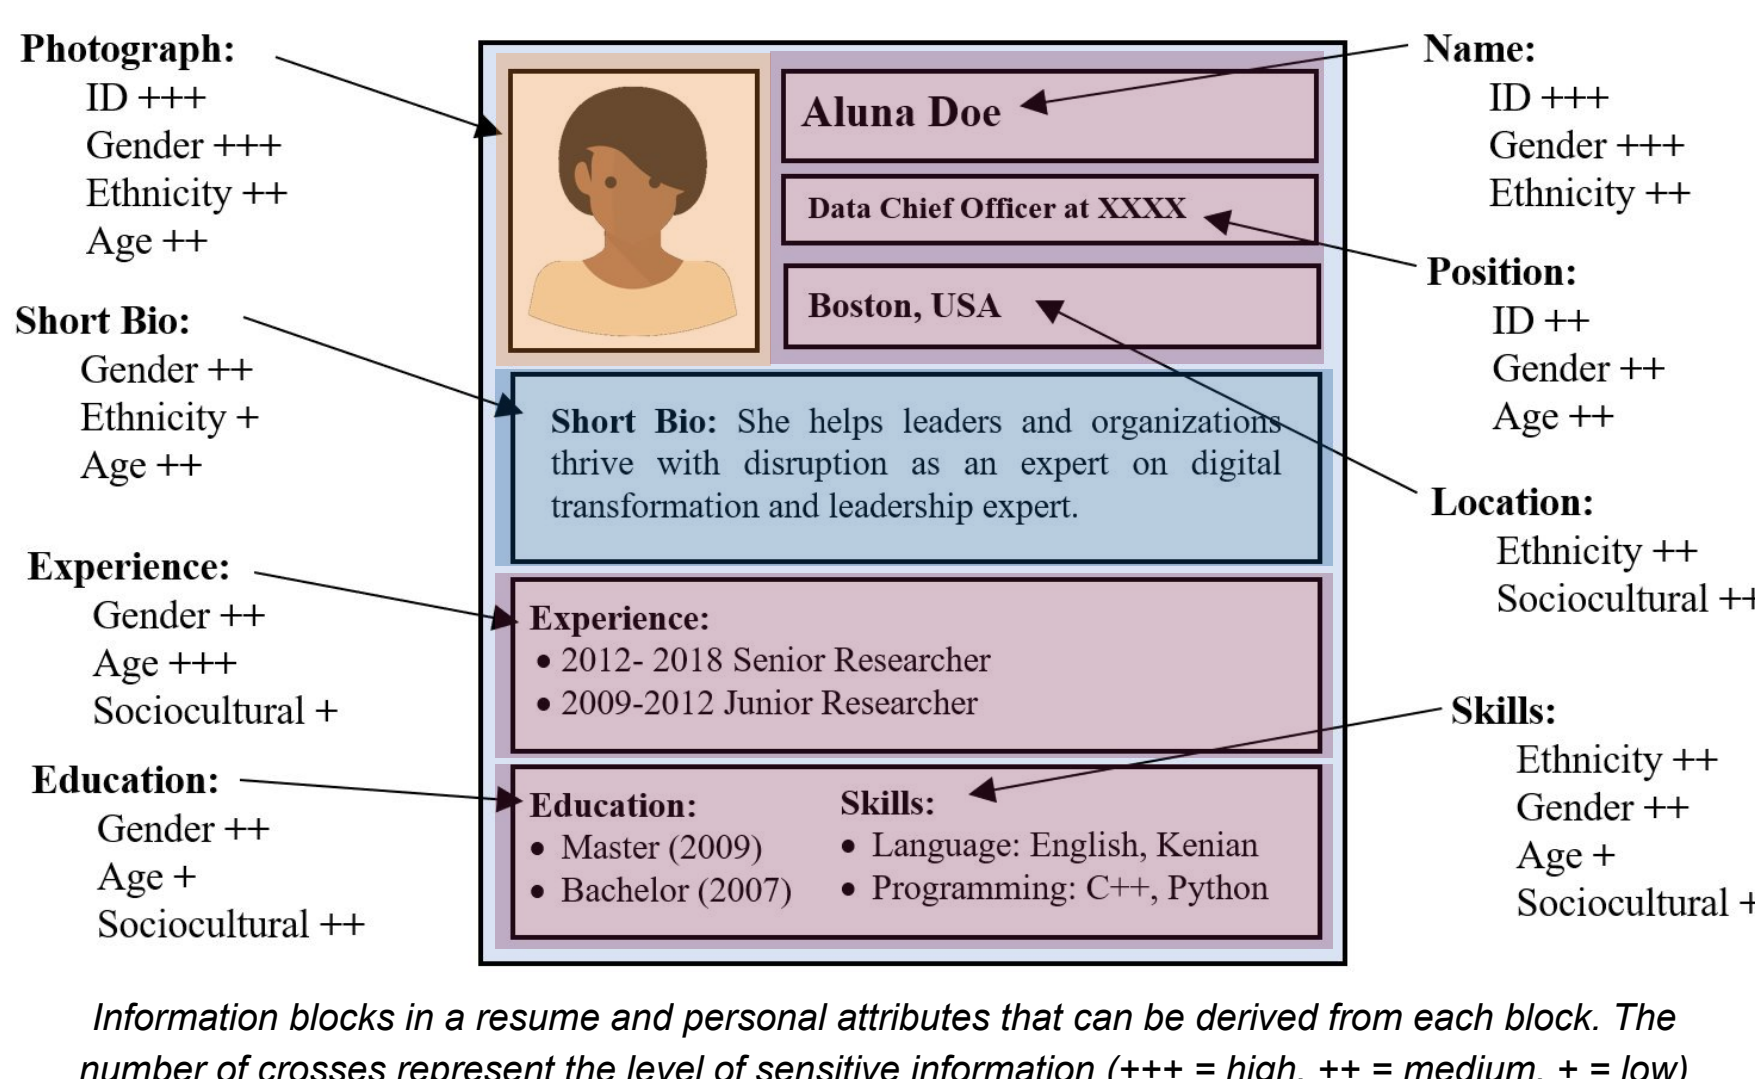 Photograph:
ID +++
Gender +++
Ethnicity ++
Age ++
Short Bio:
Gender ++
Ethnicity +
Age ++
Experience:
Gender ++
Age +++
Sociocultural +
Education:
Gender ++
Age +
Sociocultural ++
Aluna Doe
Data Chief Officer at XXXX
Boston, USA
Short Bio: She helps leaders and organizations
thrive with disruption as an expert on digital
transformation and leadership expert.
Experience:
• 2012- 2018 Senior Researcher
• 2009-2012 Junior Researcher
Education:
• Master (2009)
• Bachelor (2007)
Skills:
• Language: English, Kenian
• Programming: C++, Python
Name:
ID +++
Gender +++
Ethnicity ++
Position:
ID ++
Gender ++
Age ++
Location:
Ethnicity ++
Sociocultural ++
Skills:
Ethnicity ++
Gender ++
Age +
Sociocultural +
Information blocks in a resume and personal attributes that can be derived from each block. The
number of crosses represent the level of sensitive information (+++ = high, ++ = medium, + = low)